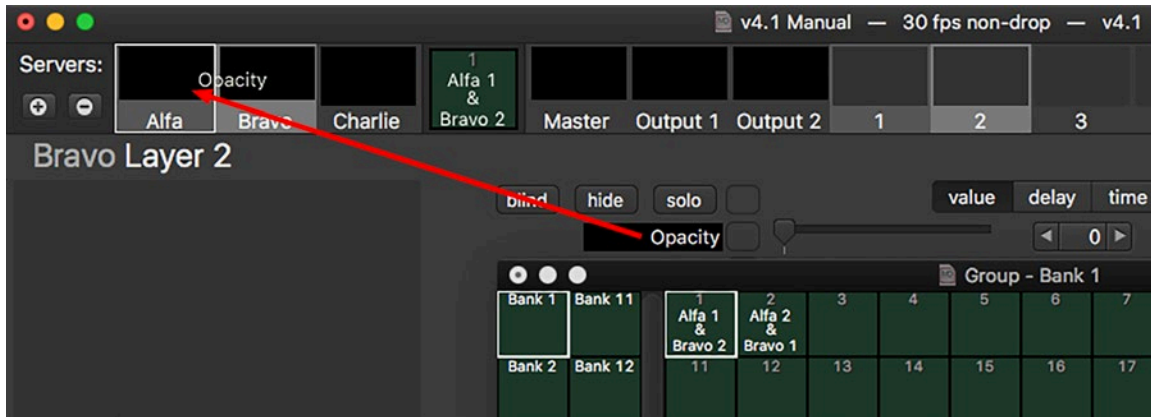 v4.1 Manual — 30 fps non-drop — v4.1
Servers:
Opacity
Alfa
Bravo
Charlie
1
Alfa 1
&
Bravo 2
Master
Output 1
Output 2
1
2
3
Bravo Layer 2
blind
hide
solo
value
delay
time
Opacity
0
Group - Bank 1
Bank 1
Bank 11
1
Alfa 1
&
Bravo 2
2
Alfa 2
&
Bravo 1
3
4
5
6
7
Bank 2
Bank 12
11
12
13
14
15
16
17